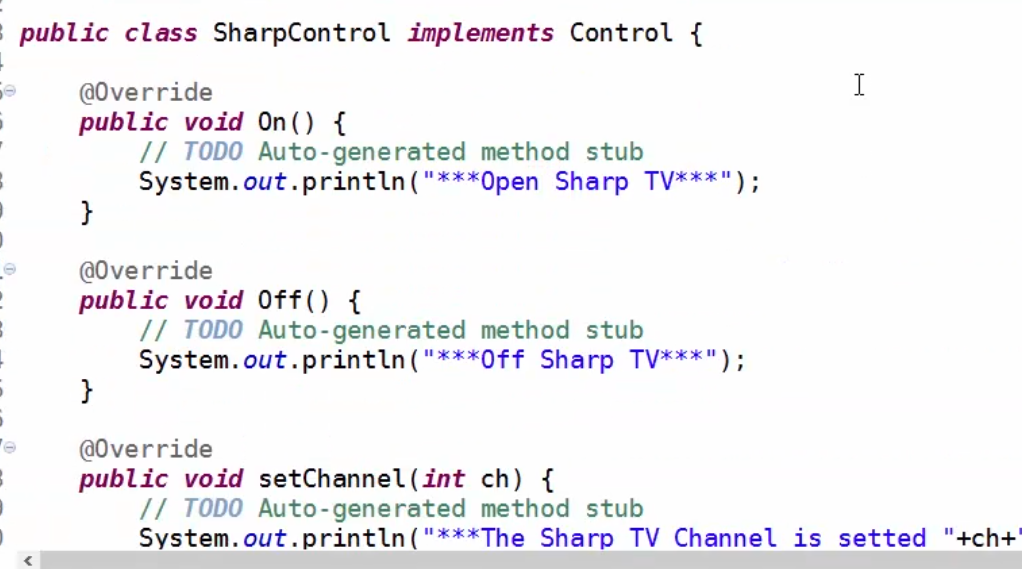 public class SharpControl implements Control {
@Override
public void On() {
// TODO Auto-generated method stub
System.out.println("***Open Sharp TV***");
}
@Override
public void Off() {
// TODO Auto-generated method stub
System.out.println("***Off Sharp TV***");
}
@Override
public void setChannel(int ch) {
// TODO Auto-generated method stub
System.out.println("***The Sharp TV Channel is setted "+ch+"